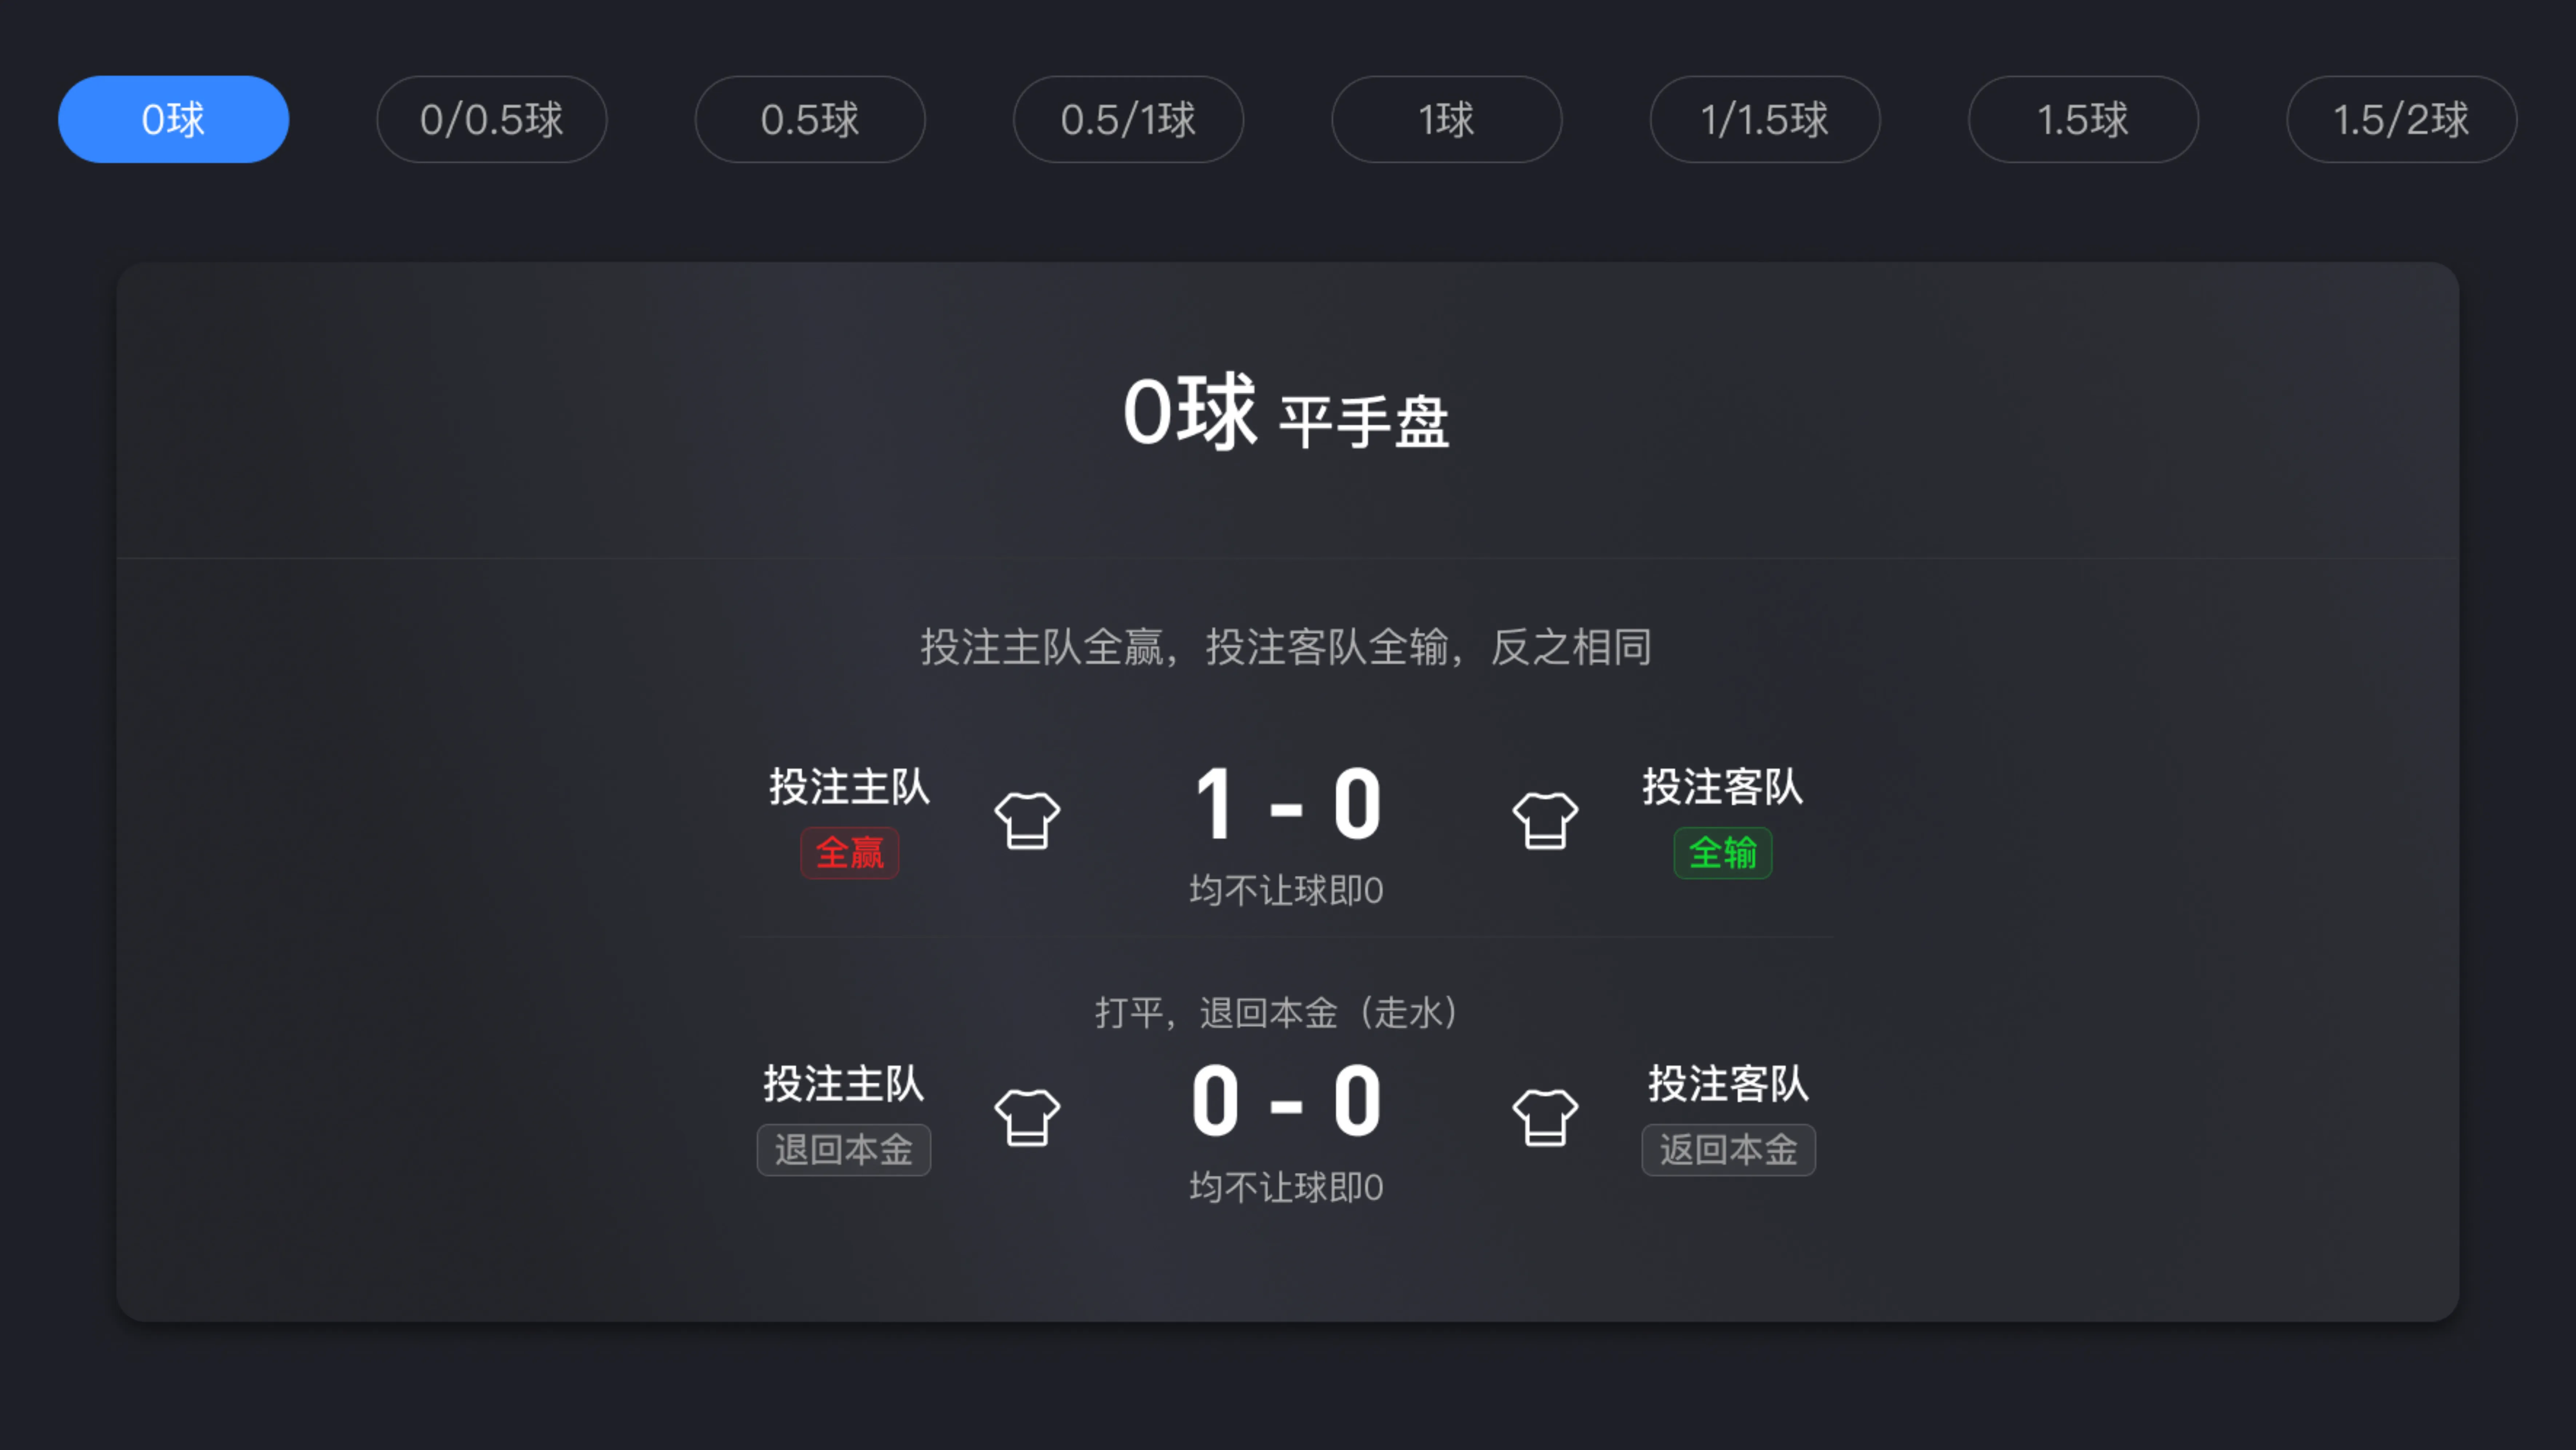 0球
0/0.5球
0.5球
0.5/1球
1球
1/1.5球
1.5球
1.5/2球
0球 平手盘
投注主队全赢，投注客队全输，反之相同
投注主队
全赢
1 - 0
均不让球即0
投注客队
全输
打平，退回本金（走水）
投注主队
退回本金
0 - 0
均不让球即0
投注客队
返回本金